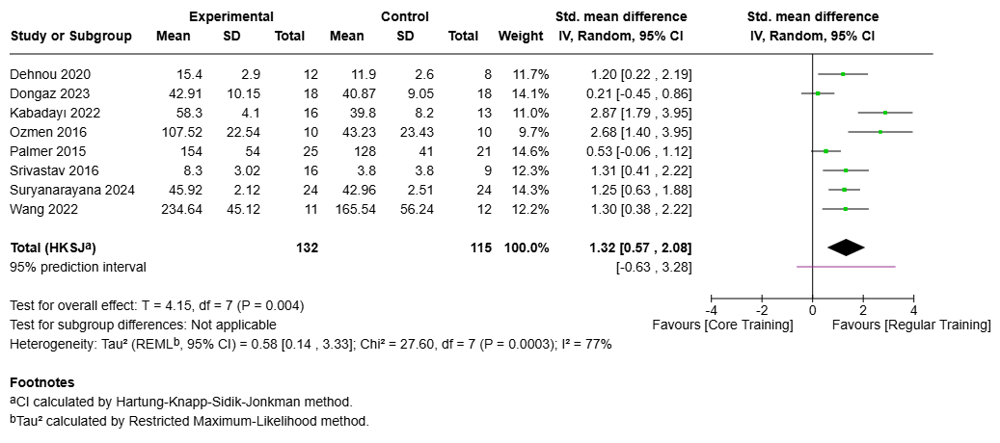 Experimental Control Std. mean difference Std. mean difference
Study or Subgroup Mean SD Total Mean SD Total Weight IV, Random, 95% CI IV, Random, 95% CI
Dehnou 2020 15.4 2.9 12 11.9 2.6 8 11.7% 1.20 [0.22 , 2.19]
Dongaz 2023 42.91 10.15 18 40.87 9.05 18 14.1% 0.21 [-0.45 , 0.86]
Kabadayı 2022 58.3 4.1 16 39.8 8.2 13 11.0% 2.87 [1.79 , 3.95]
Ozmen 2016 107.52 22.54 10 43.23 23.43 10 9.7% 2.68 [1.40 , 3.95]
Palmer 2015 154 54 25 128 41 21 14.6% 0.53 [-0.06 , 1.12]
Srivastav 2016 8.3 3.02 16 3.8 3.8 9 12.3% 1.31 [0.41 , 2.22]
Suryanarayana 2024 45.92 2.12 24 42.96 2.51 24 14.3% 1.25 [0.63 , 1.88]
Wang 2022 234.64 45.12 11 165.54 56.24 12 12.2% 1.30 [0.38 , 2.22]
Total (HKSJᵃ) 132 115 100.0% 1.32 [0.57 , 2.08]
95% prediction interval [-0.63 , 3.28]
Test for overall effect: T = 4.15, df = 7 (P = 0.004)
Test for subgroup differences: Not applicable
Heterogeneity: Tau² (REMLᵇ, 95% CI) = 0.58 [0.14 , 3.33]; Chi² = 27.60, df = 7 (P = 0.0003); I² = 77%
-4 -2 0 2 4
Favours [Core Training] Favours [Regular Training]
Footnotes
ᵃCI calculated by Hartung-Knapp-Sidik-Jonkman method.
ᵇTau² calculated by Restricted Maximum-Likelihood method.